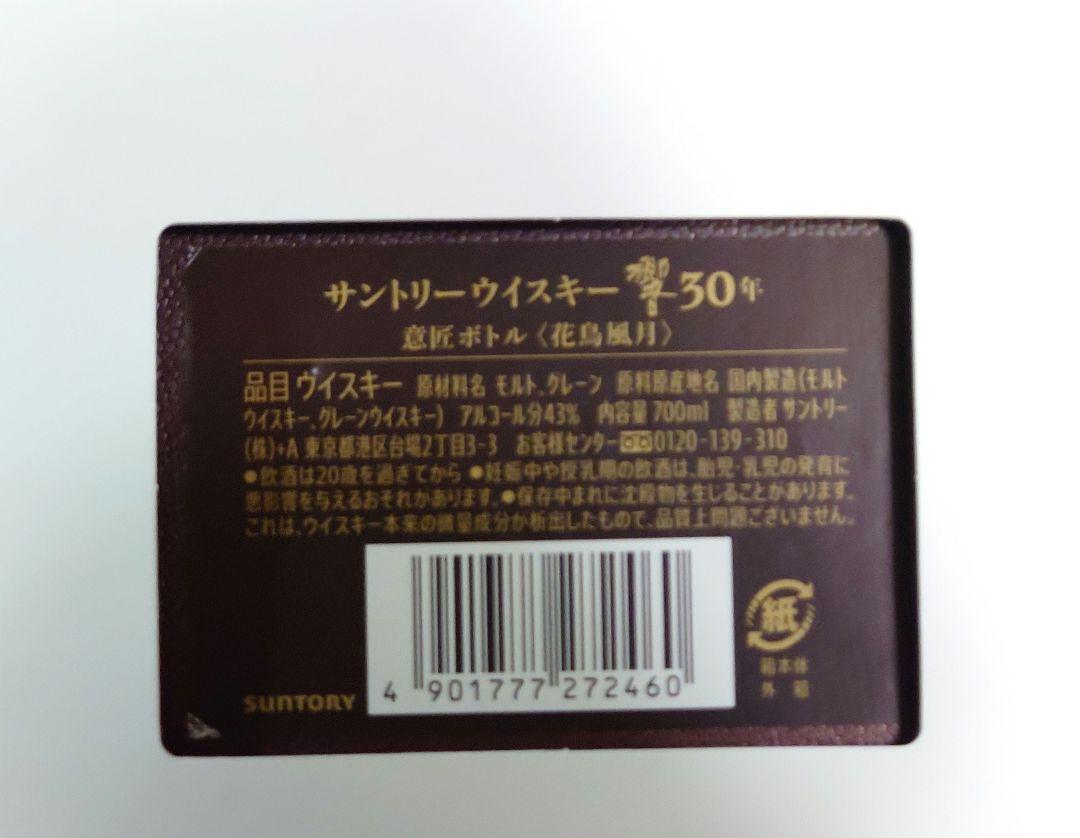 サントリーウイスキー響30年
意匠ボトル〈花鳥風月〉
品目 ウイスキー 原材料名 モルト、グレーン 原料原産地名 国内製造(モルト
ウイスキー、グレーンウイスキー) アルコール分43% 内容量 700ml 製造者 サントリー
(株)+A 東京都港区台場2丁目3-3 お客様センター 0120-139-310
●飲酒は20歳を過ぎてから ●妊娠中や授乳期の飲酒は、胎児・乳児の発育に
悪影響を与えるおそれがあります。●保存中まれに沈殿物を生じることがあります。
これは、ウイスキー本来の微量成分が析出したもので、品質上問題ございません。
紙
箱本体
外箱
SUNTORY
4 901777 272460